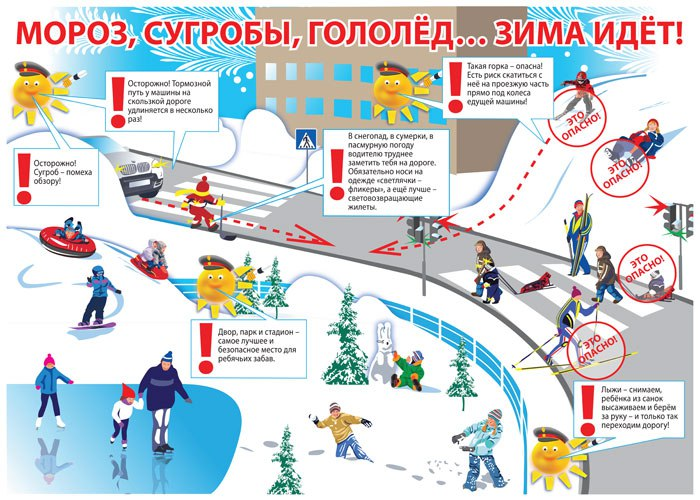 МОРОЗ, СУГРОБЫ, ГОЛОЛЁД... ЗИМА ИДЁТ!
Осторожно! Тормозной
путь у машины на
скользкой дороге
удлиняется в несколько
раз!
Такая горка – опасна!
Есть риск скатиться с
неё на проезжую часть
прямо под колеса
едущей машины!
ЭТО
ОПАСНО!
ЭТО
ОПАСНО!
Осторожно!
Сугроб – помеха
обзору!
В снегопад, в сумерки, в
пасмурную погоду
водителю труднее
заметить тебя на дороге.
Обязательно носи на
одежде «светлячки –
фликеры», а ещё лучше –
световозвращающие
жилеты.
ЭТО
ОПАСНО!
Двор, парк и стадион –
самое лучшее и
безопасное место для
ребячьих забав.
ЭТО
ОПАСНО!
Лыжи – снимаем,
ребёнка из санок
высаживаем и берём
за руку – и только так
переходим дорогу!